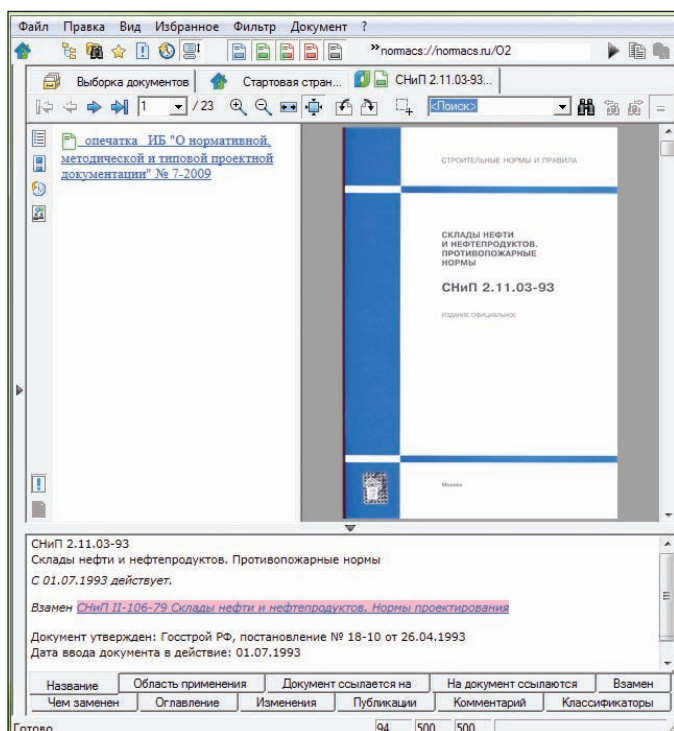 Файл Правка Вид Избранное Фильтр Документ ?
»nomacs://nomacs.ru/O2
Выборка документов Стартовая стран... СНиП 2.11.03-93...
1 / 23 <Поиск>
опечатка ИБ "О нормативной,
методической и типовой проектной
документации" № 7-2009
СТРОИТЕЛЬНЫЕ НОРМЫ И ПРАВИЛА
СКЛАДЫ НЕФТИ
И НЕФТЕПРОДУКТОВ.
ПРОТИВОПОЖАРНЫЕ
НОРМЫ
СНиП 2.11.03-93
ИЗДАНИЕ ОФИЦИАЛЬНОЕ
Москва
СНиП 2.11.03-93
Склады нефти и нефтепродуктов. Противопожарные нормы
С 01.07.1993 действует.
Взамен СНиП II-106-79 Склады нефти и нефтепродуктов. Нормы проектирования
Документ утвержден: Госстрой РФ, постановление № 18-10 от 26.04.1993
Дата ввода документа в действие: 01.07.1993
Название Область применения Документ ссылается на На документ ссылаются Взамен
Чем заменен Оглавление Изменения Публикации Комментарий Классификаторы
Готово 94 500 500